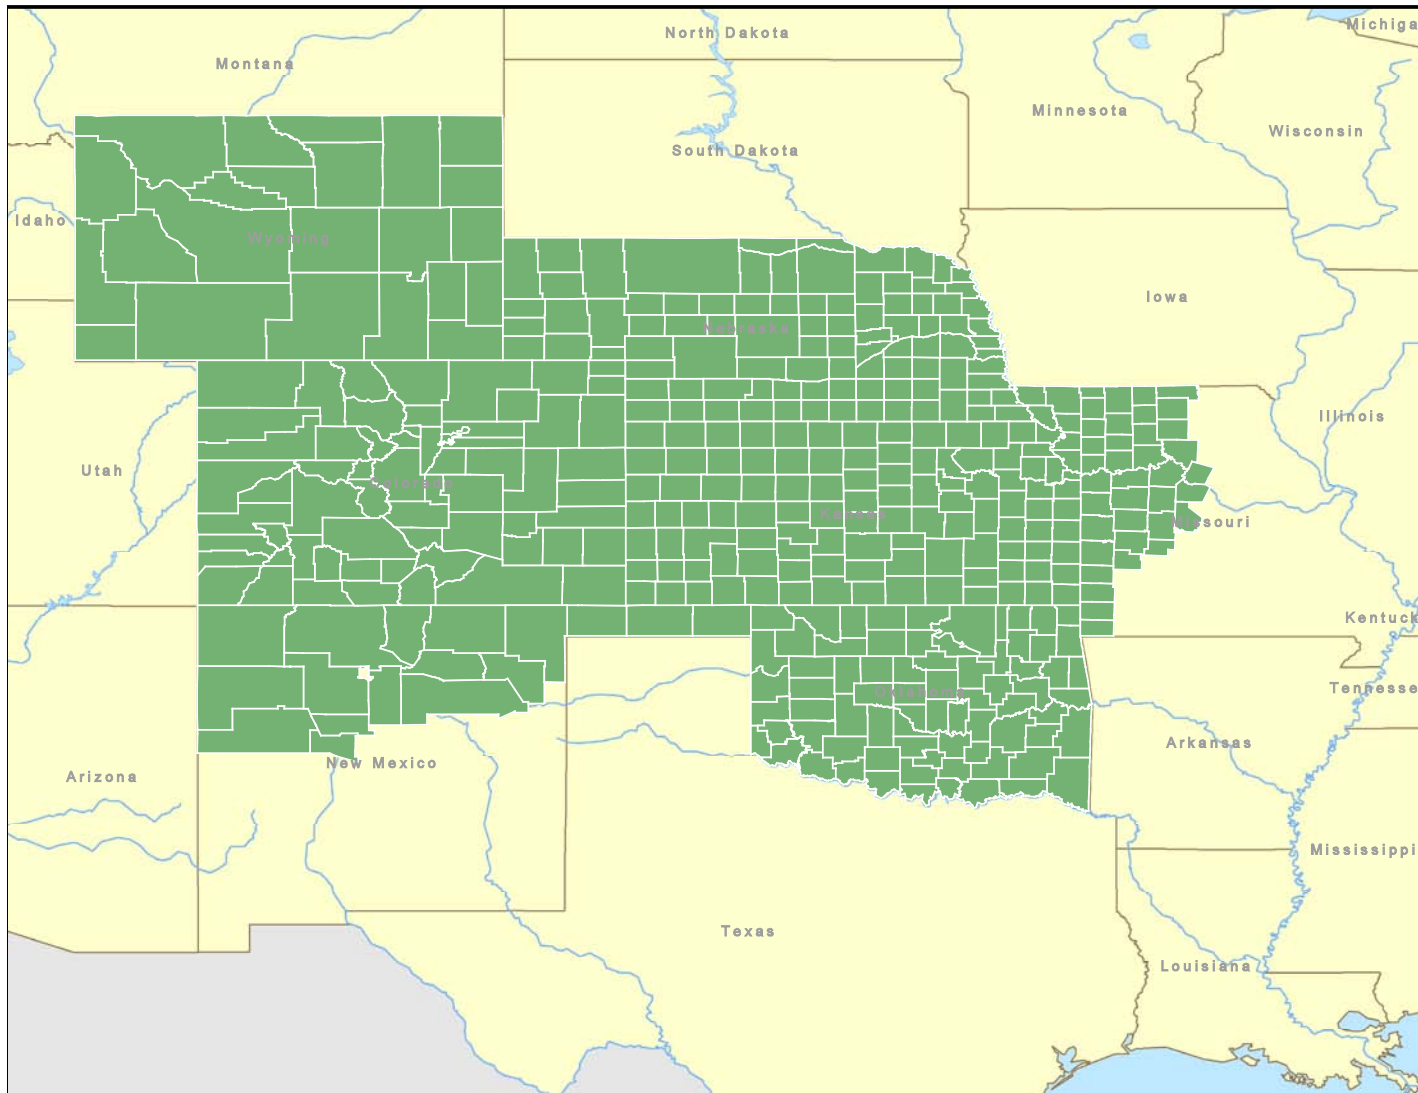 Michiga
North Dakota
Montana
Minnesota
Wisconsin
South Dakota
Idaho
Wyoming
Iowa
Nebraska
Illinois
Utah
Colorado
Kansas
Missouri
Kentuck
Tennesse
Oklahoma
Arkansas
New Mexico
Arizona
Mississippi
Texas
Louisiana